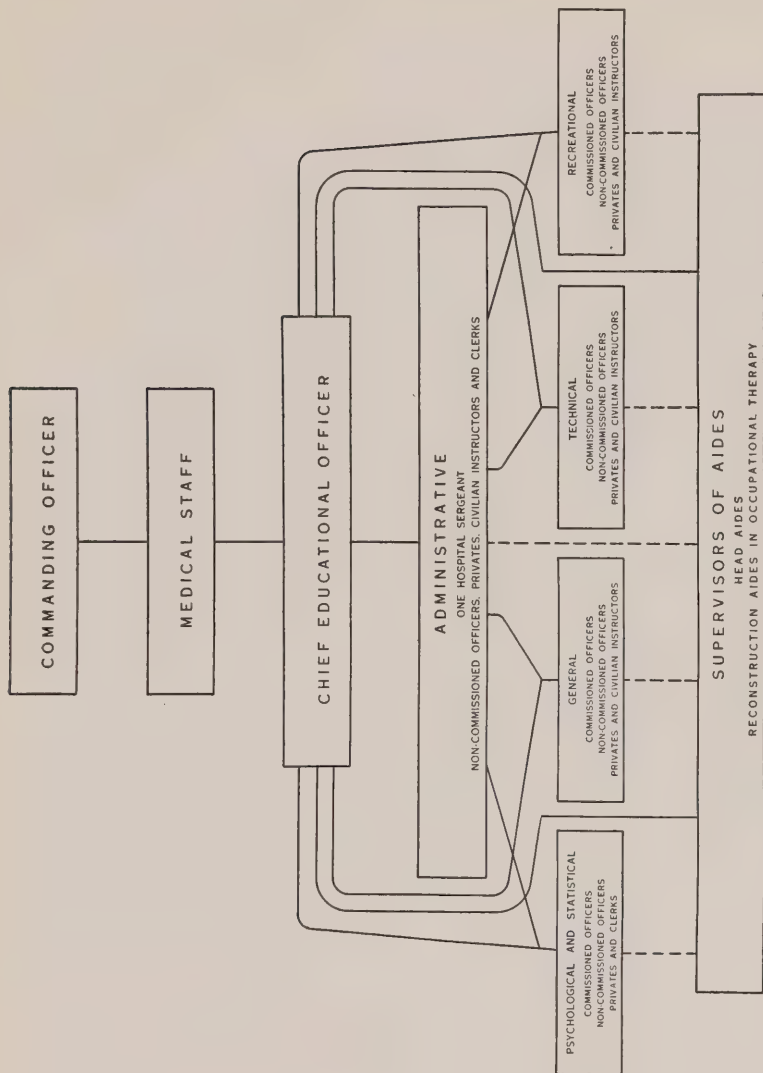 COMMANDING OFFICER
MEDICAL STAFF
CHIEF EDUCATIONAL OFFICER
ADMINISTRATIVE
ONE HOSPITAL SERGEANT
NON-COMMISSIONED OFFICERS, PRIVATES, CIVILIAN INSTRUCTORS AND CLERKS
PSYCHOLOGICAL AND STATISTICAL
COMMISSIONED OFFICERS
NON-COMMISSIONED OFFICERS
PRIVATES AND CLERKS
GENERAL
COMMISSIONED OFFICERS
NON-COMMISSIONED OFFICERS
PRIVATES AND CIVILIAN INSTRUCTORS
TECHNICAL
COMMISSIONED OFFICERS
NON-COMMISSIONED OFFICERS
PRIVATES AND CIVILIAN INSTRUCTORS
RECREATIONAL
COMMISSIONED OFFICERS
NON-COMMISSIONED OFFICERS
PRIVATES AND CIVILIAN INSTRUCTORS
SUPERVISORS OF AIDES
HEAD AIDES
RECONSTRUCTION AIDES IN OCCUPATIONAL THERAPY